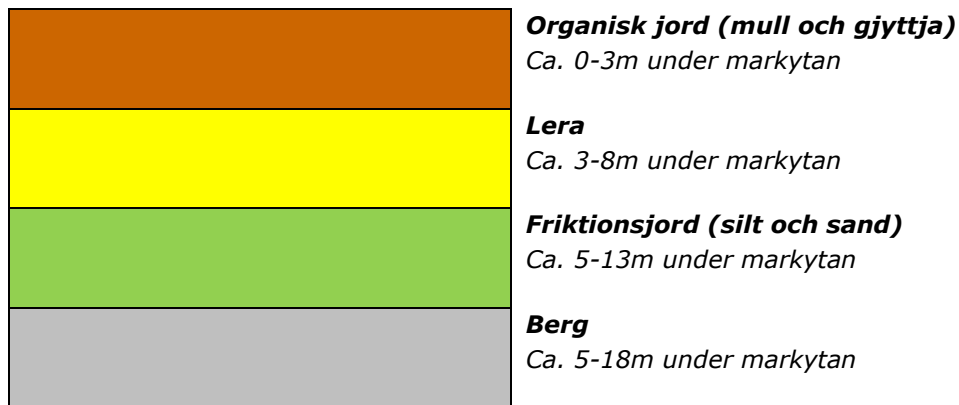 Organisk jord (mull och gjyttja)
Ca. 0-3m under markytan
Lera
Ca. 3-8m under markytan
Friktionsjord (silt och sand)
Ca. 5-13m under markytan
Berg
Ca. 5-18m under markytan